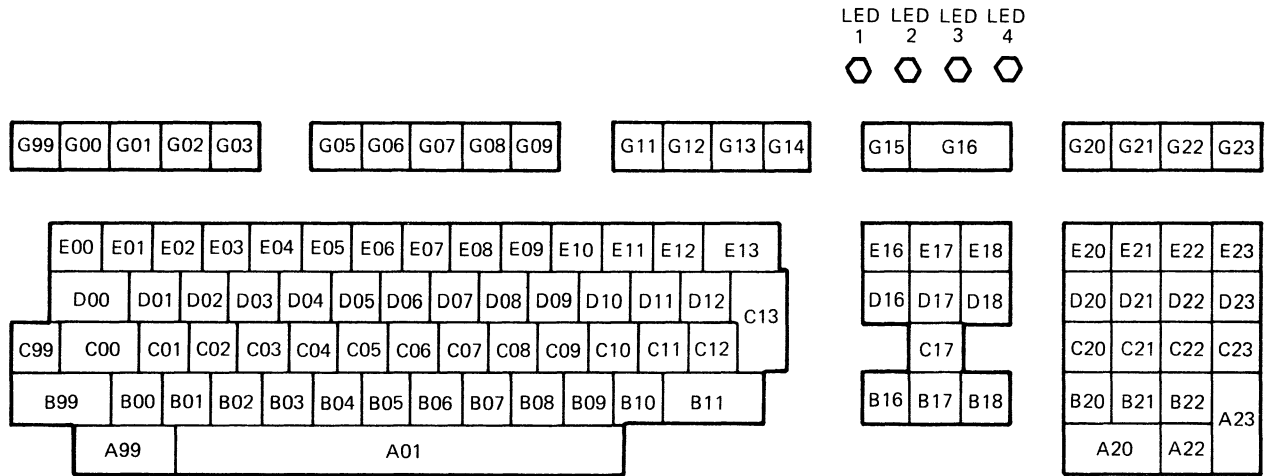 LED LED LED LED
1 2 3 4
G99 G00 G01 G02 G03 G05 G06 G07 G08 G09 G11 G12 G13 G14 G15 G16 G20 G21 G22 G23
E00 E01 E02 E03 E04 E05 E06 E07 E08 E09 E10 E11 E12 E13 E16 E17 E18 E20 E21 E22 E23
D00 D01 D02 D03 D04 D05 D06 D07 D08 D09 D10 D11 D12 C13 D16 D17 D18 D20 D21 D22 D23
C99 C00 C01 C02 C03 C04 C05 C06 C07 C08 C09 C10 C11 C12 C17 C20 C21 C22 C23
B99 B00 B01 B02 B03 B04 B05 B06 B07 B08 B09 B10 B11 B16 B17 B18 B20 B21 B22 A23
A99 A01 A20 A22